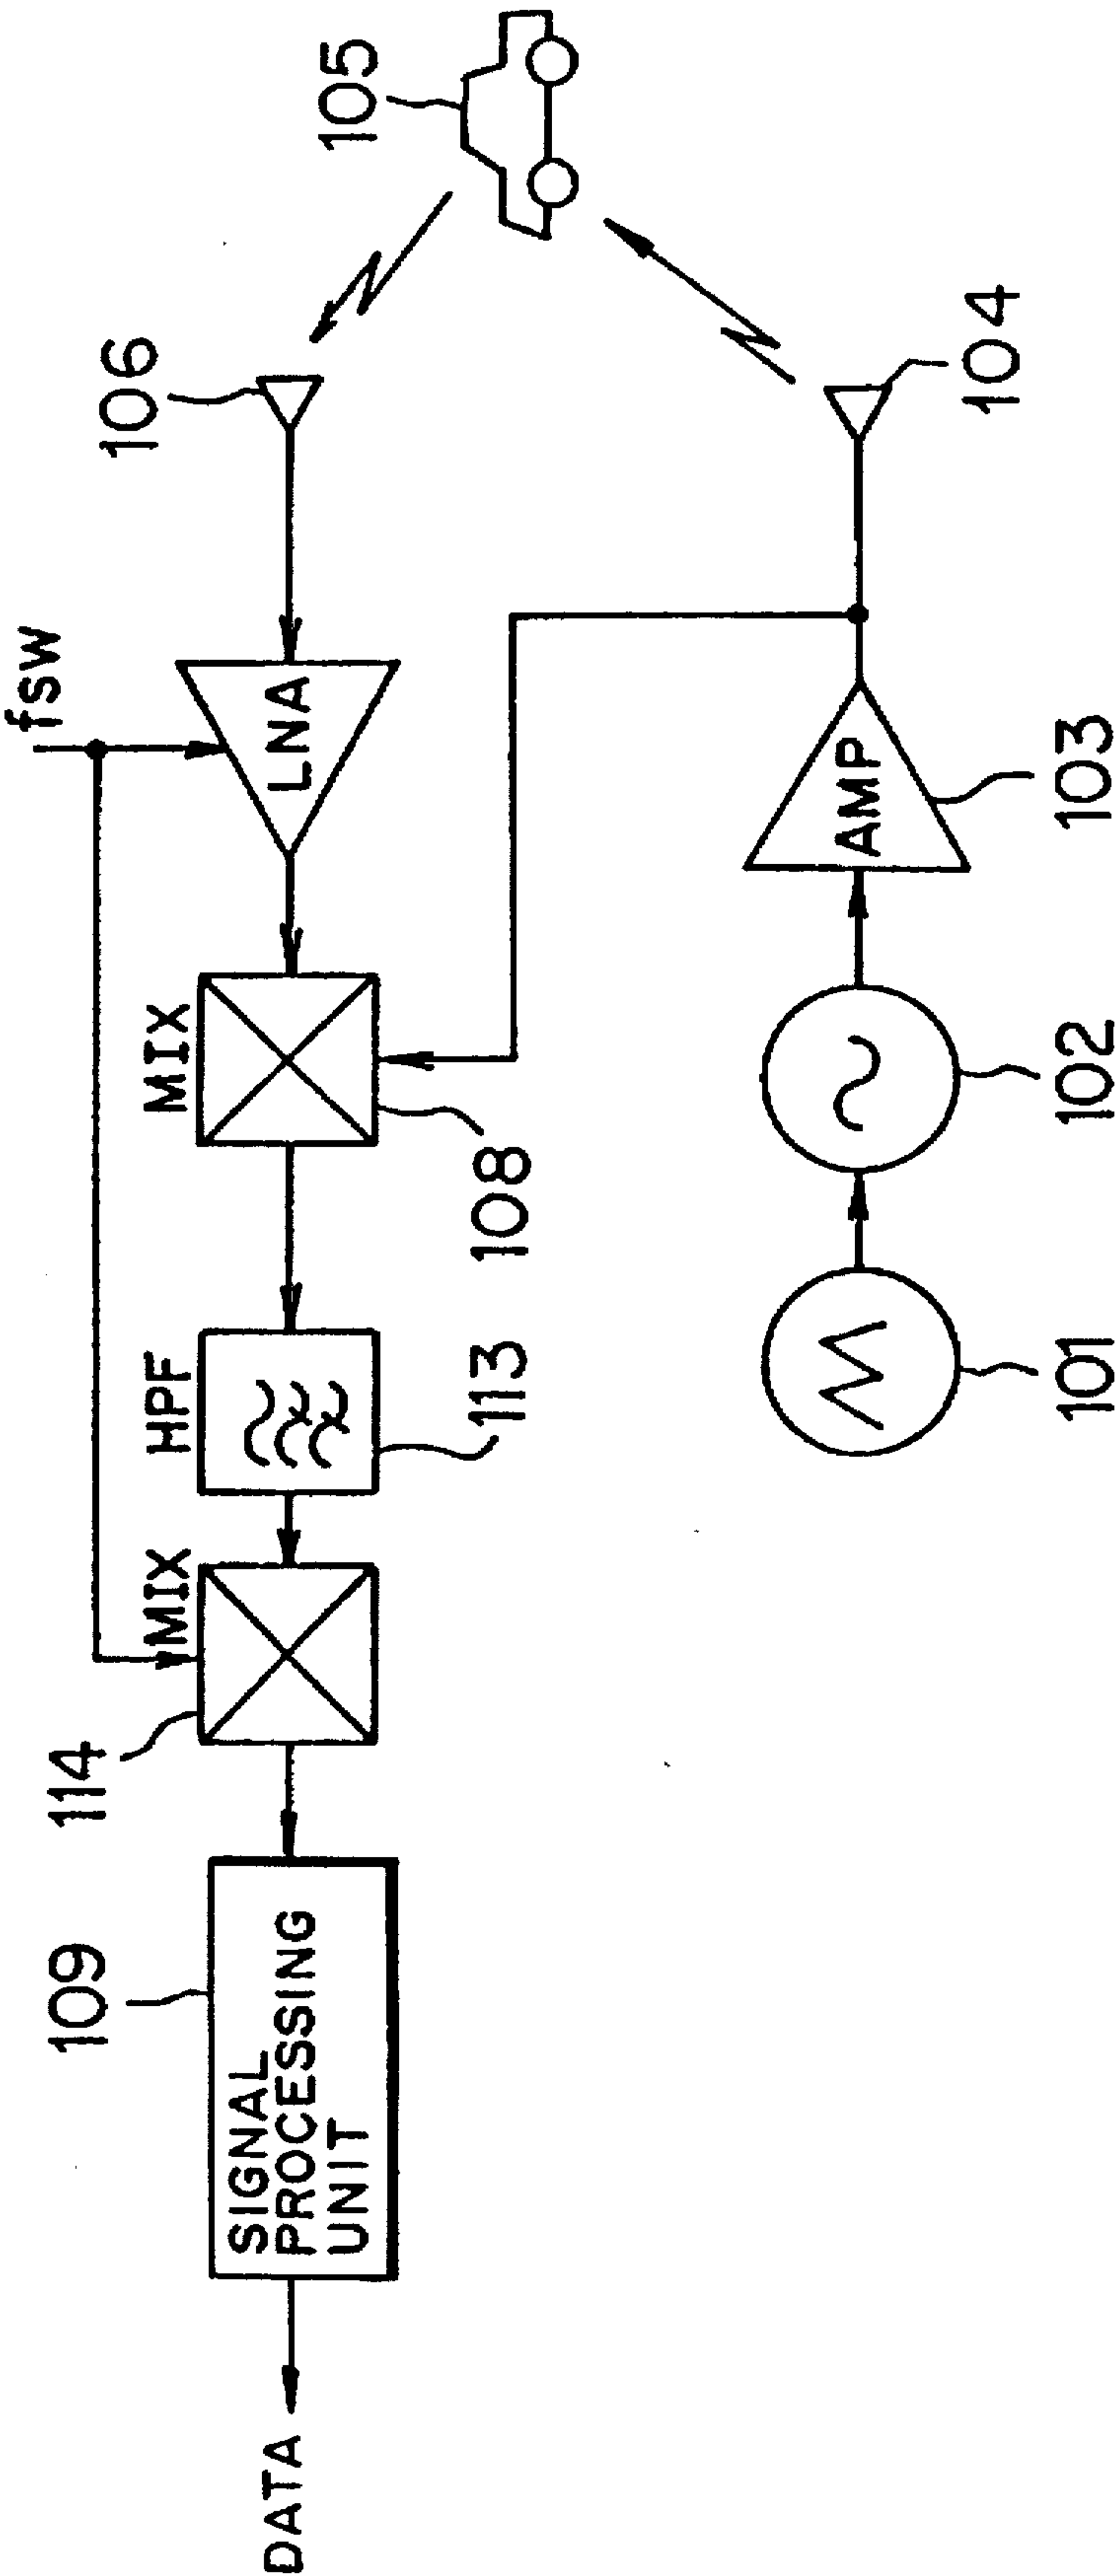 fsw
106
105
LNA
MIX
108
HPF
113
MIX
114
109
SIGNAL
PROCESSING
UNIT
DATA
104
AMP
103
102
101